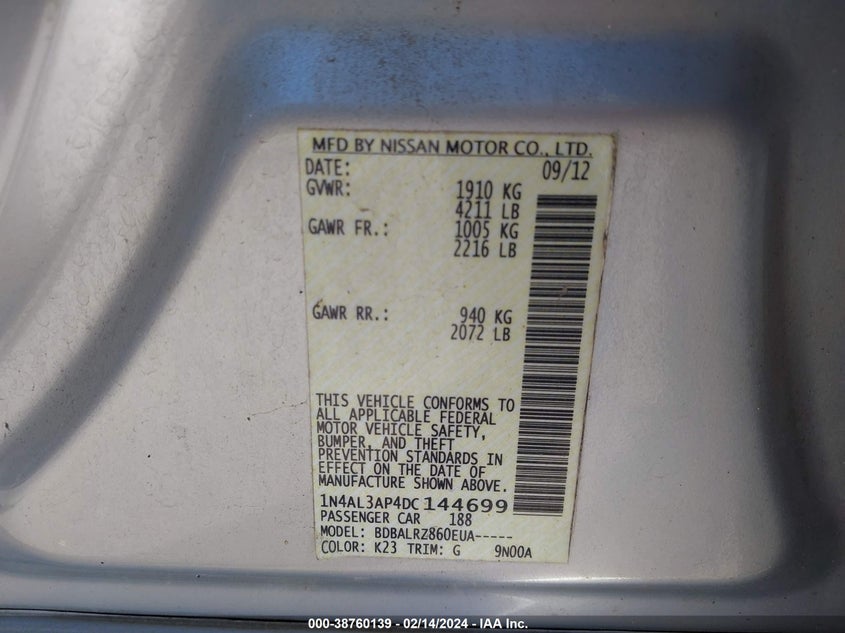 MFD BY NISSAN MOTOR CO., LTD.
DATE: 09/12
GVWR: 1910 KG
4211 LB
GAWR FR.: 1005 KG
2216 LB
GAWR RR.: 940 KG
2072 LB
THIS VEHICLE CONFORMS TO
ALL APPLICABLE FEDERAL
MOTOR VEHICLE SAFETY,
BUMPER, AND THEFT
PREVENTION STANDARDS IN
EFFECT ON THE DATE OF
MANUFACTURE SHOWN ABOVE.
1N4AL3AP4DC144699
PASSENGER CAR 188
MODEL: BDBALRZ860EUA-----
COLOR: K23 TRIM: G 9N00A
000-38760139 - 02/14/2024 - IAA Inc.